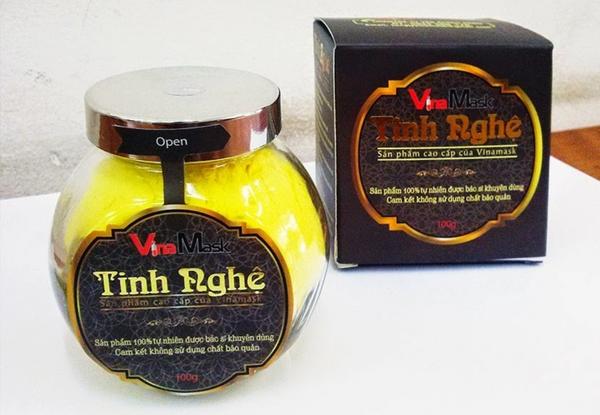 Open
VinaMask
Tinh Nghệ
Sản phẩm cao cấp của Vinamask
Sản phẩm 100% tự nhiên được bác sĩ khuyên dùng
Cam kết không sử dụng chất bảo quản
100g
VinaMask
Tinh Nghệ
Sản phẩm cao cấp của Vinamask
Sản phẩm 100% tự nhiên được bác sĩ khuyên dùng
Cam kết không sử dụng chất bảo quản
100g